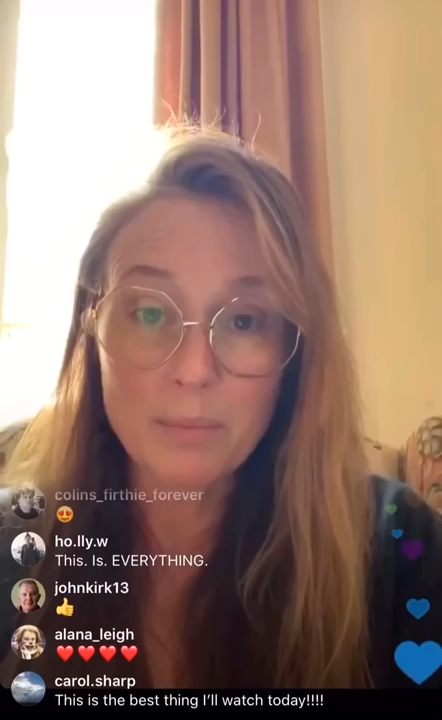 colins_firthie_forever
😍
ho.lly.w
This. Is. EVERYTHING.
johnkirk13
👍
alana_leigh
❤️❤️❤️❤️
carol.sharp
This is the best thing I’ll watch today!!!!